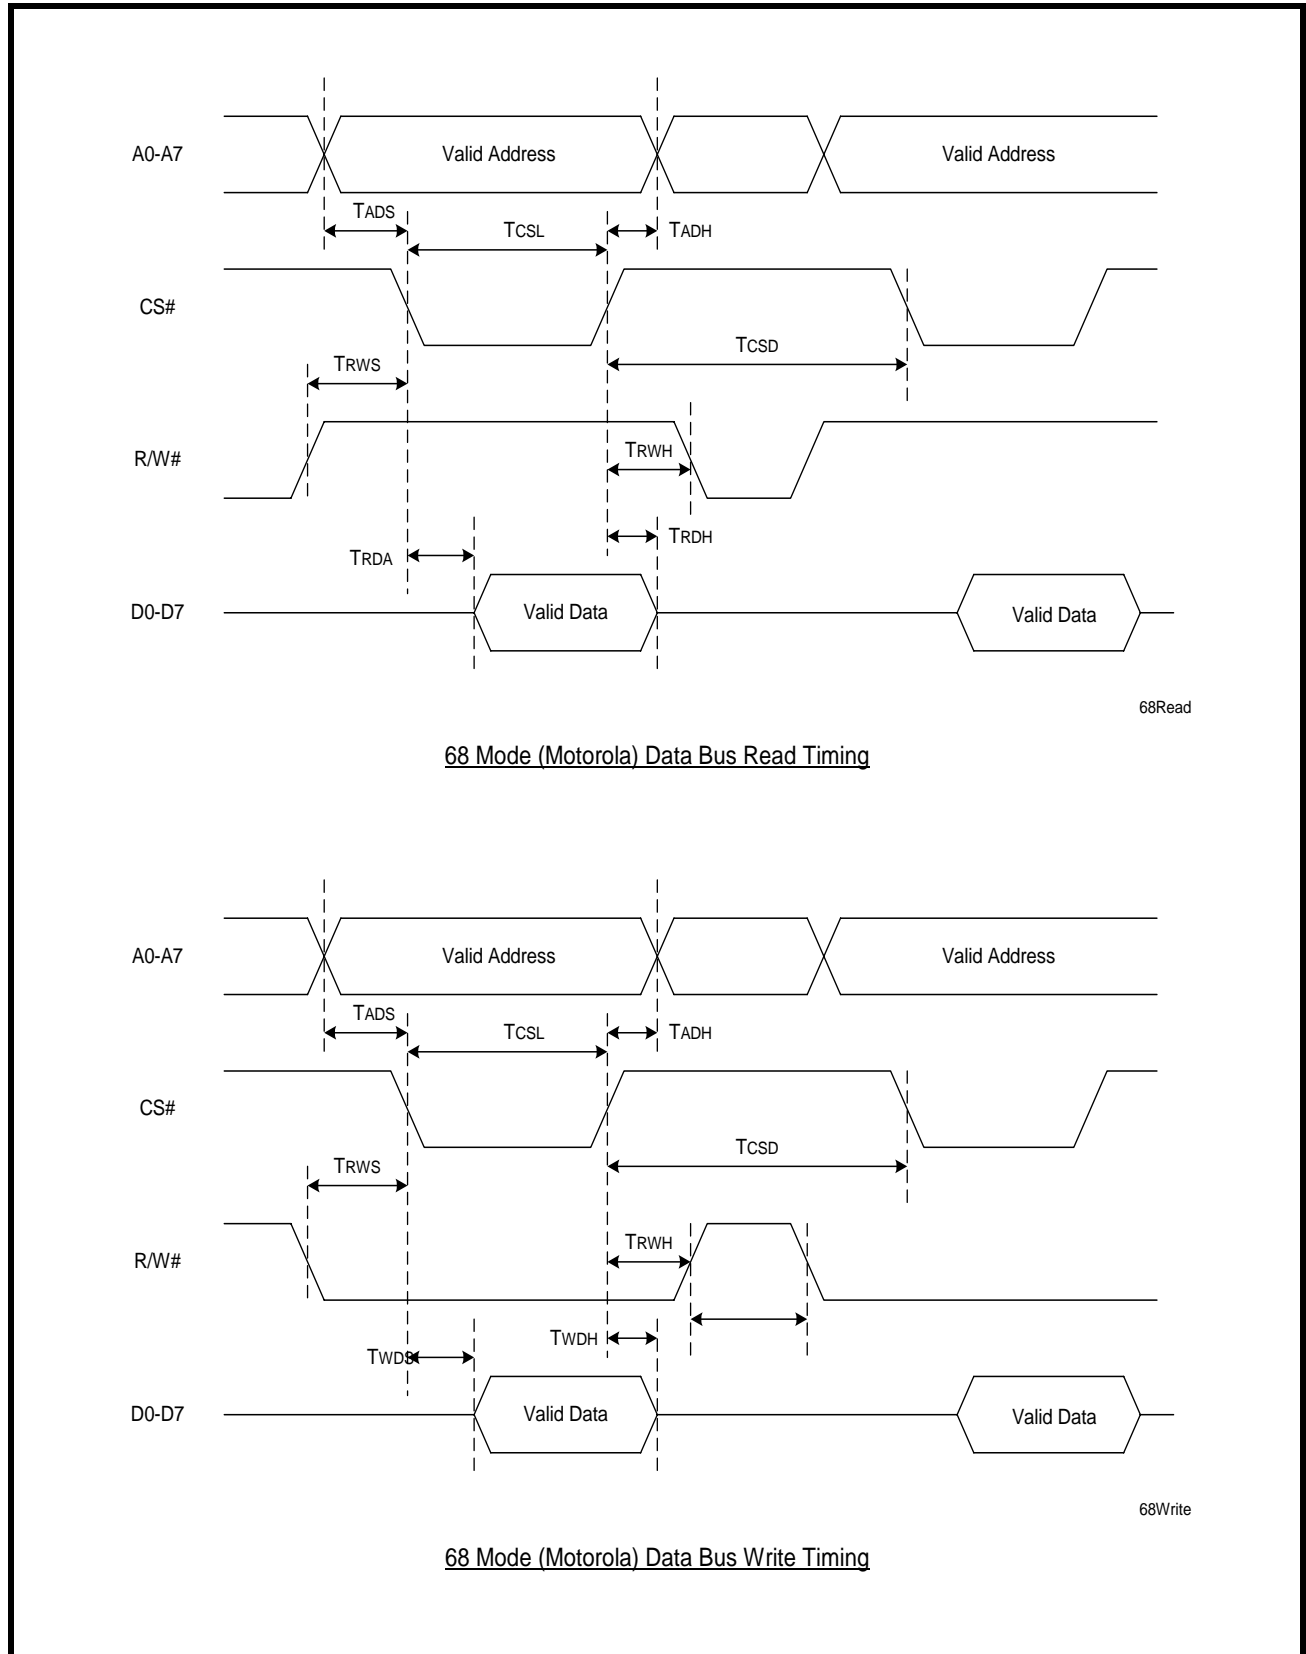 A0-A7
Valid Address
Valid Address
TADS
TCSL
TADH
CS#
TCSD
TRWS
R/W#
TRWH
TRDA
TRDH
D0-D7
Valid Data
Valid Data
68Read
68 Mode (Motorola) Data Bus Read Timing
A0-A7
Valid Address
Valid Address
TADS
TCSL
TADH
CS#
TCSD
TRWS
R/W#
TRWH
TWDH
TWDS
D0-D7
Valid Data
Valid Data
68Write
68 Mode (Motorola) Data Bus Write Timing